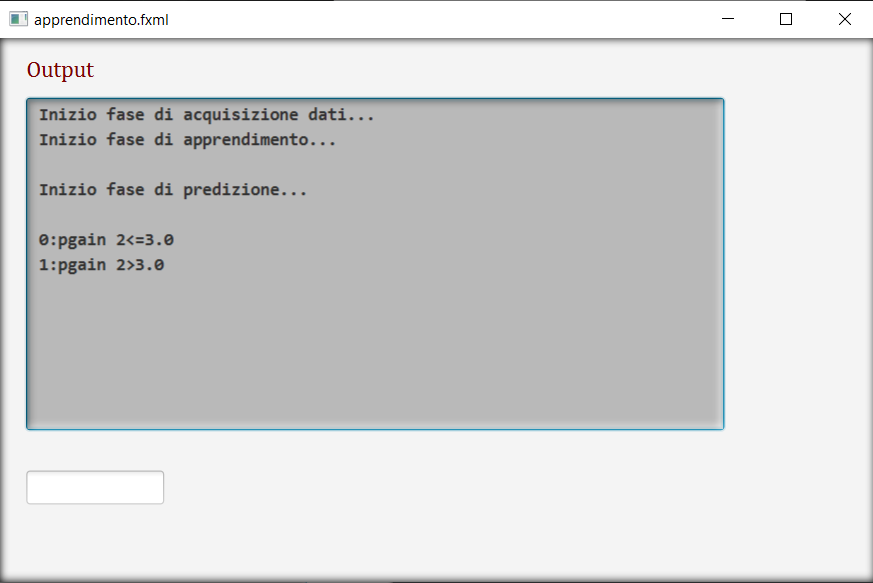 apprendimento.fxml
Output
Inizio fase di acquisizione dati...
Inizio fase di apprendimento...
Inizio fase di predizione...
0:pgain 2<=3.0
1:pgain 2>3.0